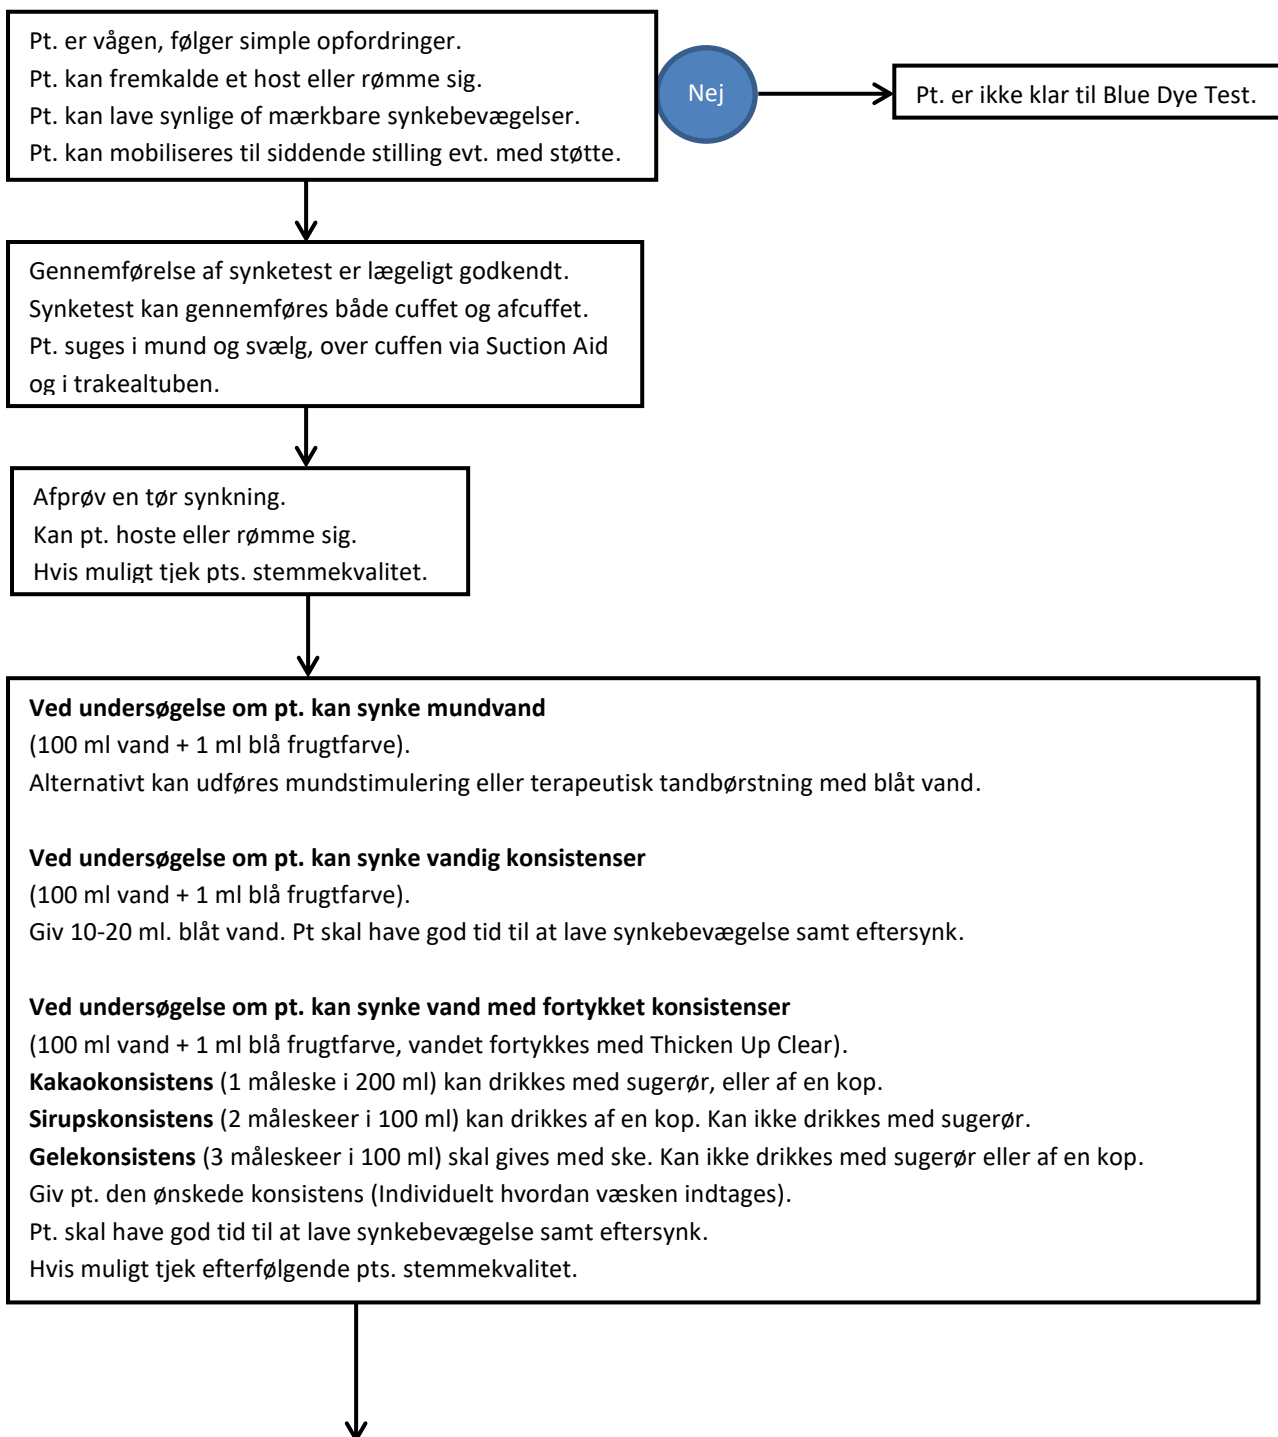 Pt. er vågen, følger simple opfordringer.
Pt. kan fremkalde et host eller rømme sig.
Pt. kan lave synlige of mærkbare synkebevægelser.
Pt. kan mobiliseres til siddende stilling evt. med støtte.
Nej
Pt. er ikke klar til Blue Dye Test.
Gennemførelse af synketest er lægeligt godkendt.
Synketest kan gennemføres både cuffet og afcuffet.
Pt. suges i mund og svælg, over cuffen via Suction Aid
og i trakealtuben.
Afprøv en tør synkning.
Kan pt. hoste eller rømme sig.
Hvis muligt tjek pts. stemmekvalitet.
Ved undersøgelse om pt. kan synke mundvand
(100 ml vand + 1 ml blå frugtfarve).
Alternativt kan udføres mundstimulering eller terapeutisk tandbørstning med blåt vand.
Ved undersøgelse om pt. kan synke vandig konsistenser
(100 ml vand + 1 ml blå frugtfarve).
Giv 10-20 ml. blåt vand. Pt skal have god tid til at lave synkebevægelse samt eftersynk.
Ved undersøgelse om pt. kan synke vand med fortykket konsistenser
(100 ml vand + 1 ml blå frugtfarve, vandet fortykkes med Thicken Up Clear).
Kakaokonsistens (1 måleske i 200 ml) kan drikkes med sugerør, eller af en kop.
Sirupskonsistens (2 måleskeer i 100 ml) kan drikkes af en kop. Kan ikke drikkes med sugerør.
Gelekonsistens (3 måleskeer i 100 ml) skal gives med ske. Kan ikke drikkes med sugerør eller af en kop.
Giv pt. den ønskede konsistens (Individuelt hvordan væsken indtages).
Pt. skal have god tid til at lave synkebevægelse samt eftersynk.
Hvis muligt tjek efterfølgende pts. stemmekvalitet.